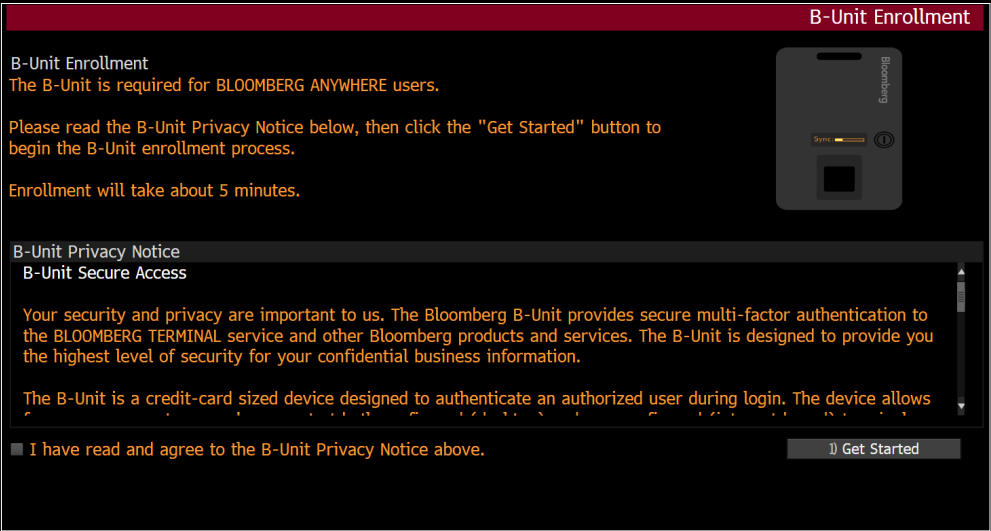 B-Unit Enrollment
B-Unit Enrollment
The B-Unit is required for BLOOMBERG ANYWHERE users.
Please read the B-Unit Privacy Notice below, then click the "Get Started" button to
begin the B-Unit enrollment process.
Enrollment will take about 5 minutes.
Bloomberg
Sync
B-Unit Privacy Notice
B-Unit Secure Access
Your security and privacy are important to us. The Bloomberg B-Unit provides secure multi-factor authentication to
the BLOOMBERG TERMINAL service and other Bloomberg products and services. The B-Unit is designed to provide you
the highest level of security for your confidential business information.
The B-Unit is a credit-card sized device designed to authenticate an authorized user during login. The device allows
I have read and agree to the B-Unit Privacy Notice above.
1) Get Started